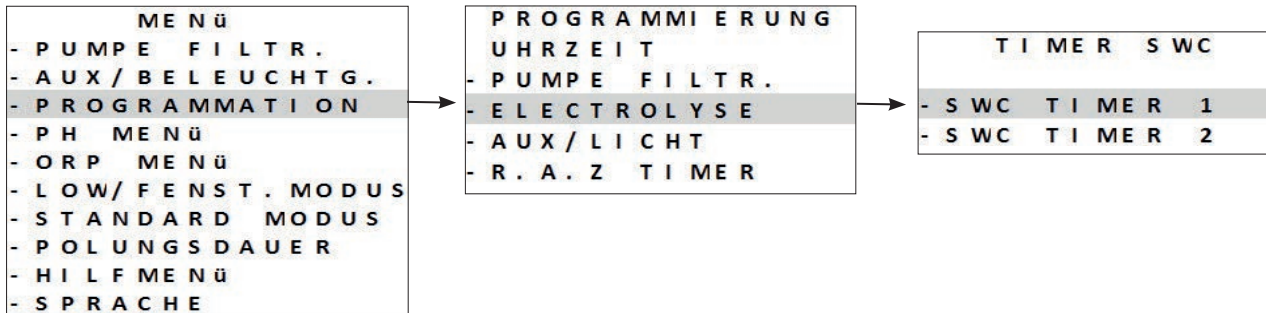 MENü
- PUMPE FILTR.
- AUX/BELEUCHTG.
- PROGRAMMATION
- PH MENü
- ORP MENü
- LOW/FENST. MODUS
- STANDARD MODUS
- POLUNGSDAUER
- HILFMENü
- SPRACHE
PROGRAMMIERUNG
UHRZEIT
- PUMPE FILTR.
- ELECTROLYSE
- AUX/LICHT
- R.A.Z TIMER
TIMER SWC
- SWC TIMER 1
- SWC TIMER 2